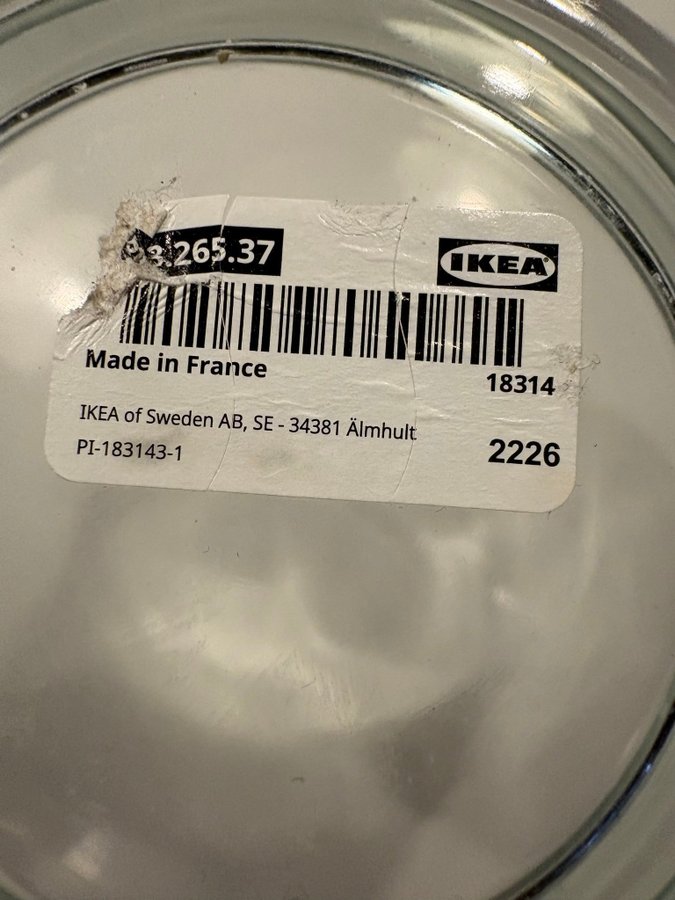 3.265.37
IKEA®
Made in France
18314
IKEA of Sweden AB, SE - 34381 Älmhult
PI-183143-1
2226